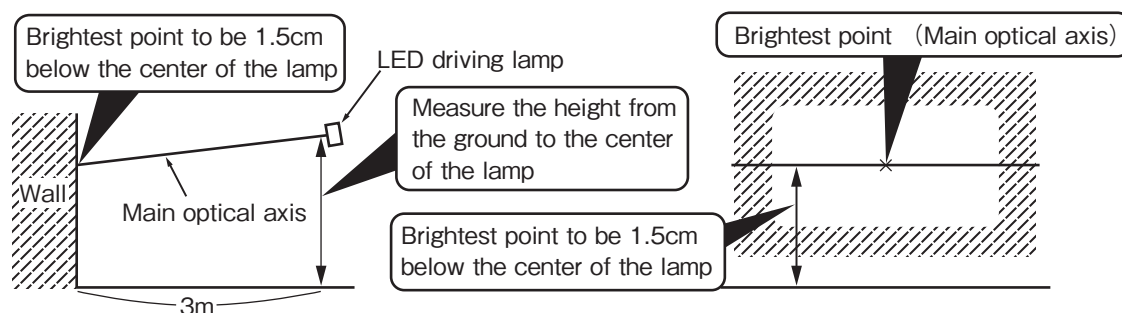 Brightest point to be 1.5cm
below the center of the lamp
LED driving lamp
Measure the height from
the ground to the center
of the lamp
Wall
Main optical axis
3m
Brightest point (Main optical axis)
Brightest point to be 1.5cm
below the center of the lamp